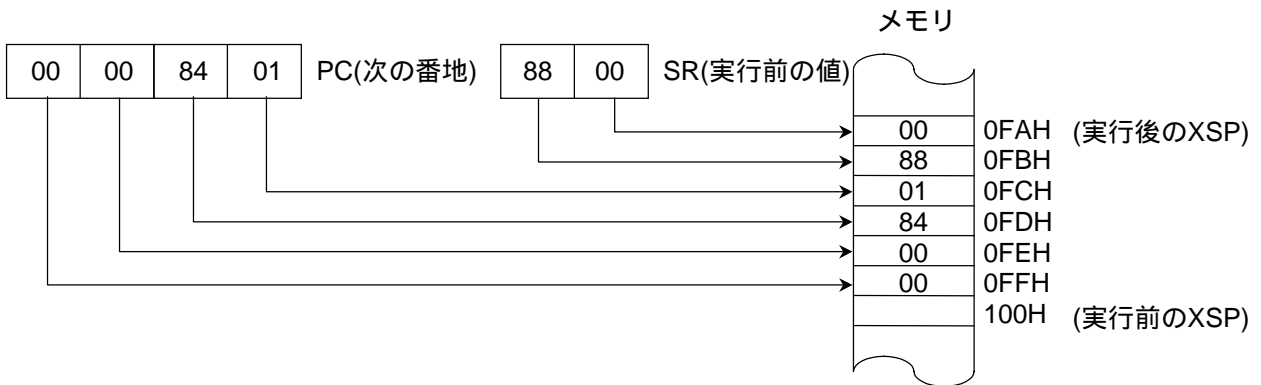 メモリ
00 00 84 01 PC(次の番地) 88 00 SR(実行前の値)
00 0FAH (実行後のXSP)
88 0FBH
01 0FCH
84 0FDH
00 0FEH
00 0FFH
100H (実行前のXSP)